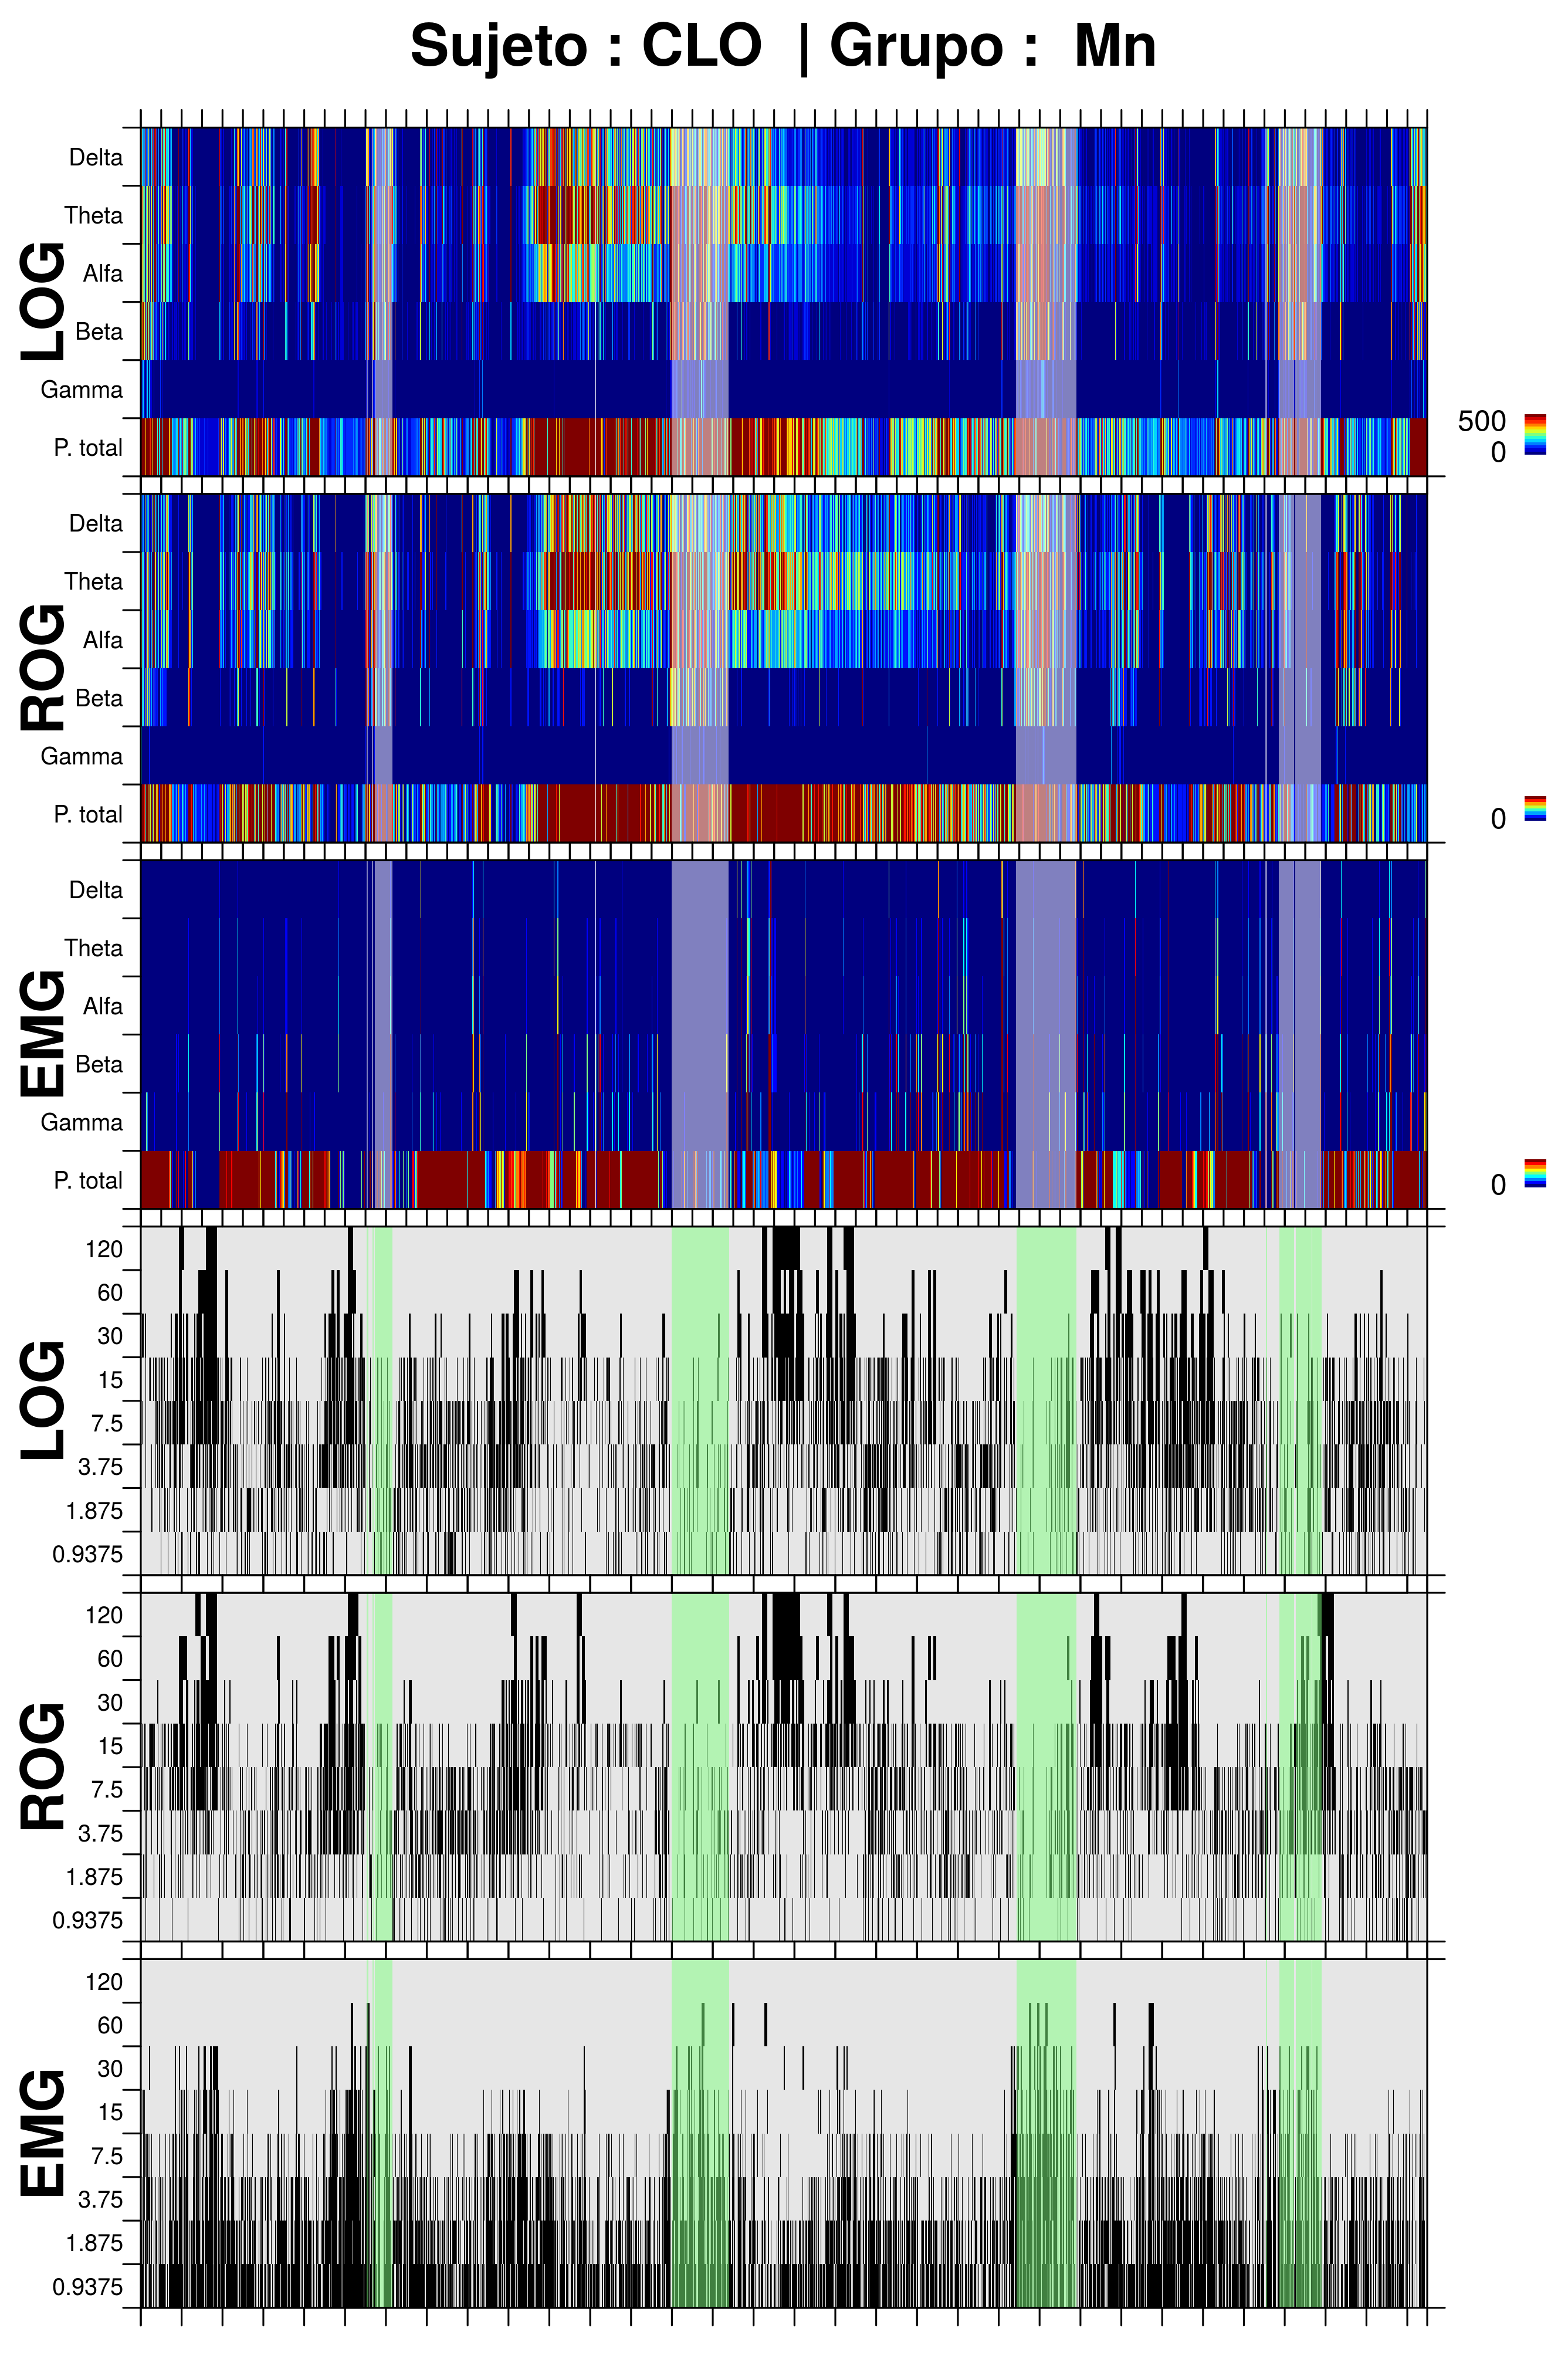 Sujeto : CLO | Grupo : Mn
LOG
Delta
Theta
Alfa
Beta
Gamma
P. total
500
0
ROG
Delta
Theta
Alfa
Beta
Gamma
P. total
0
EMG
Delta
Theta
Alfa
Beta
Gamma
P. total
0
LOG
120
60
30
15
7.5
3.75
1.875
0.9375
ROG
120
60
30
15
7.5
3.75
1.875
0.9375
EMG
120
60
30
15
7.5
3.75
1.875
0.9375